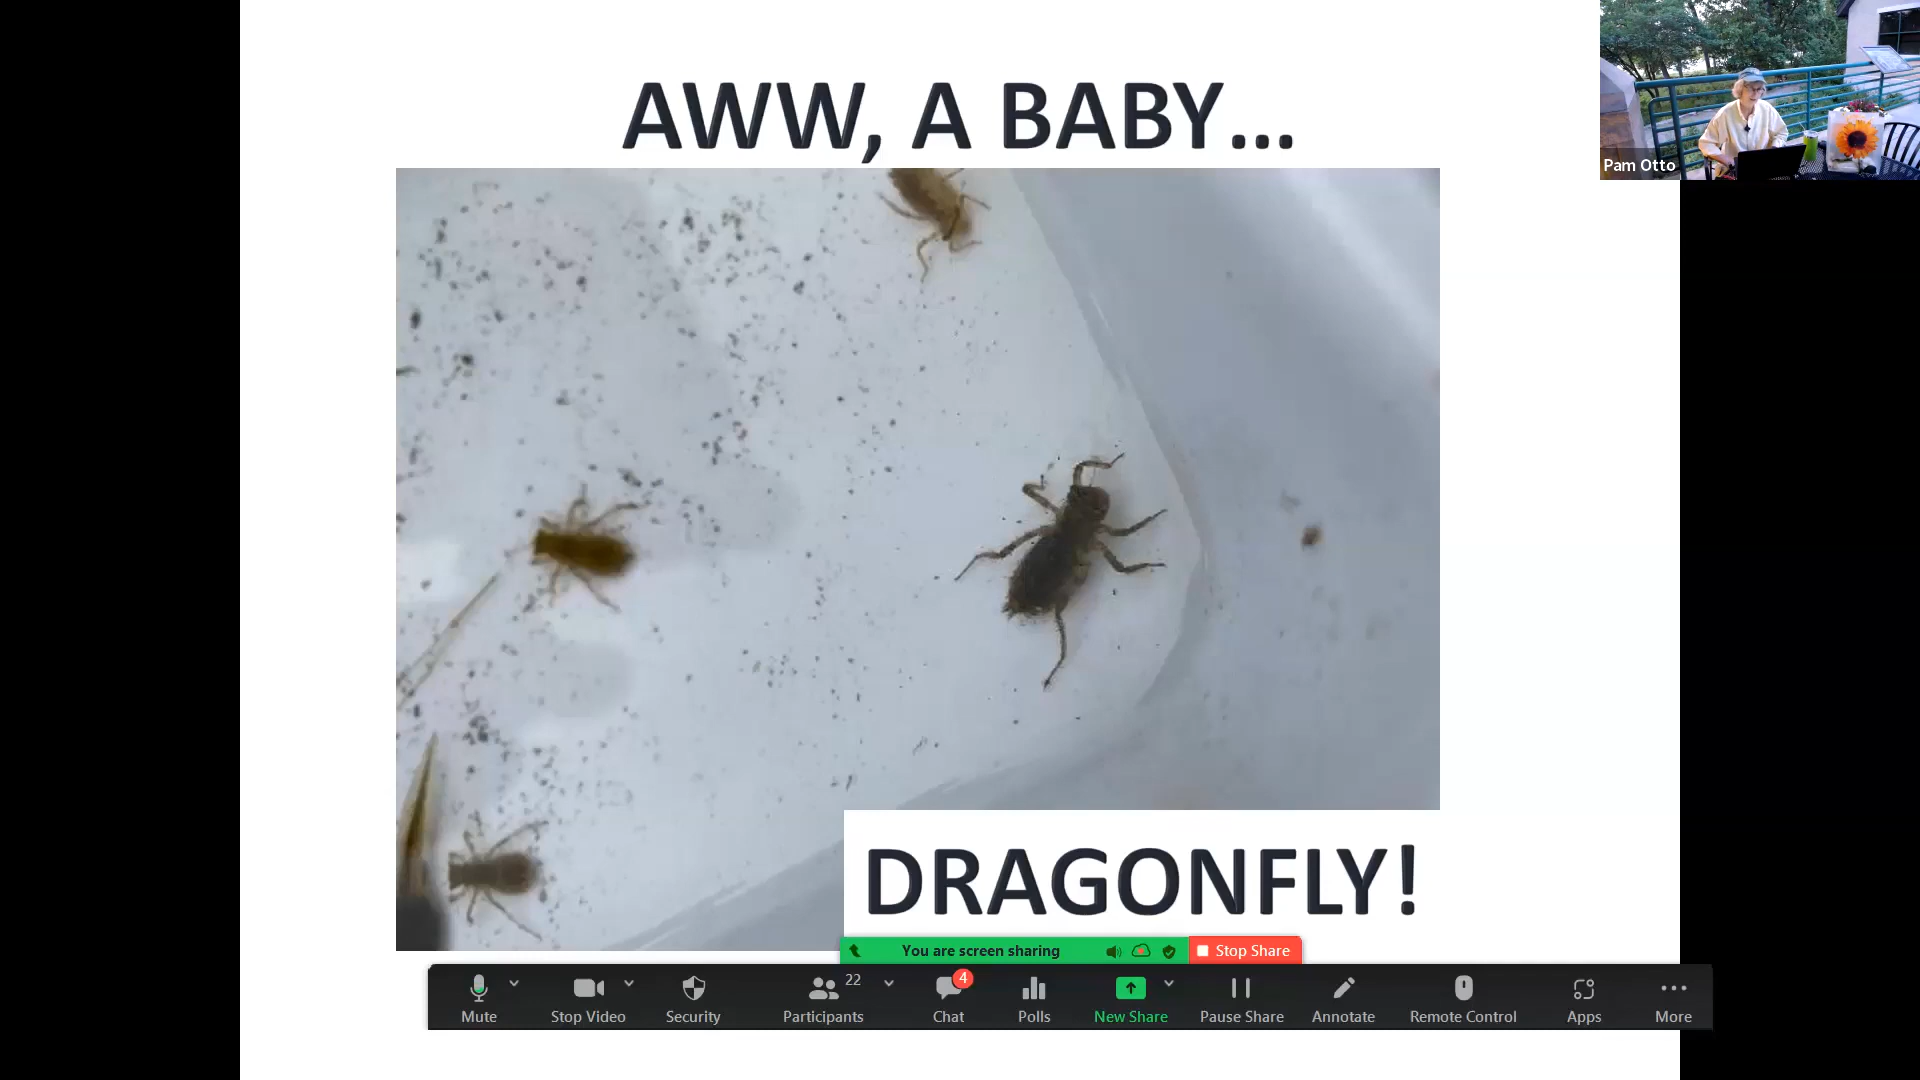 AWW, A BABY...
Pam Otto
DRAGONFLY!
You are screen sharing
Stop Share
Mute
Stop Video
Security
22
Participants
4
Chat
Polls
New Share
Pause Share
Annotate
Remote Control
Apps
More